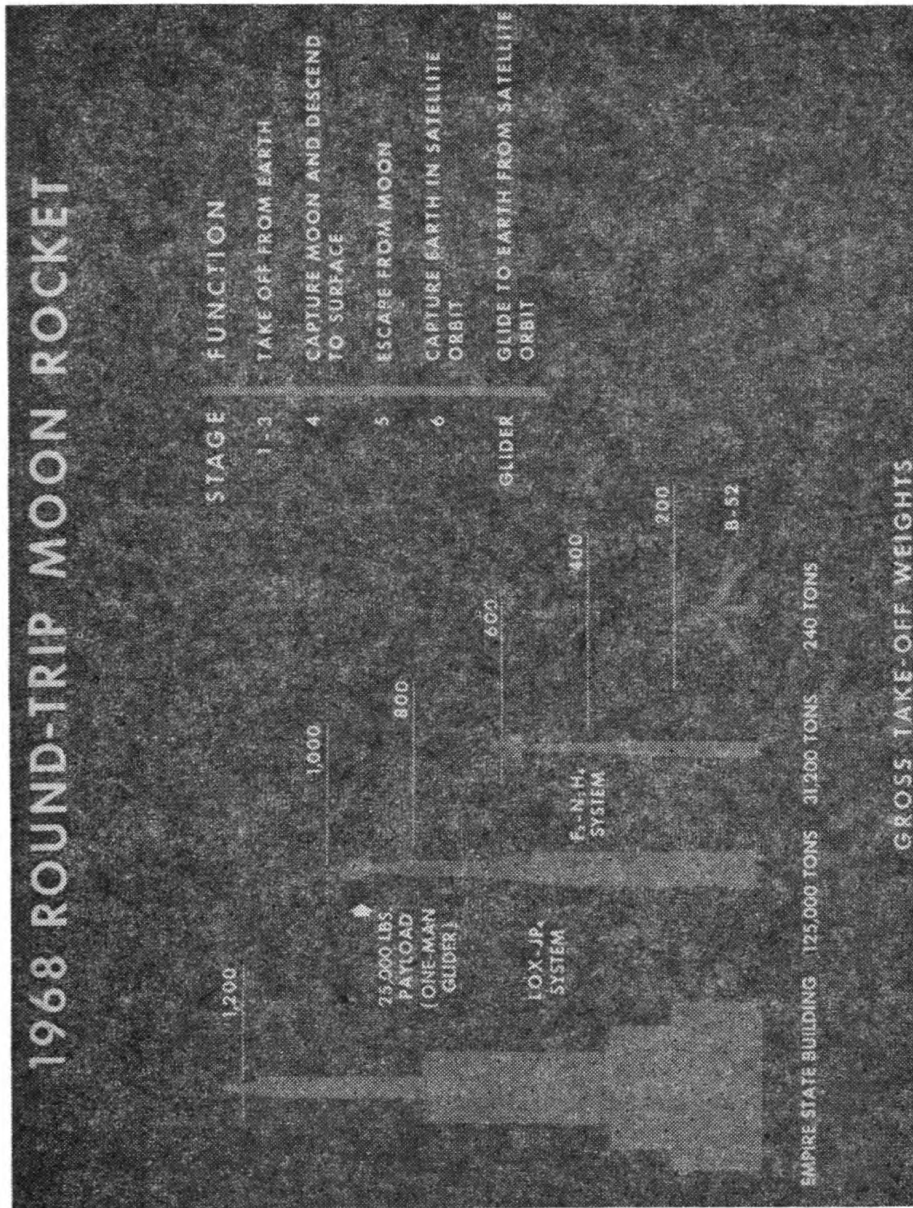 1968 ROUND-TRIP MOON ROCKET
STAGE FUNCTION
1-3 TAKE OFF FROM EARTH
4 CAPTURE MOON AND DESCEND
TO SURFACE
5 ESCAPE FROM MOON
6 CAPTURE EARTH IN SATELLITE
ORBIT
GLIDER GLIDE TO EARTH FROM SATELLITE
ORBIT
1,200
1,000
800
600
400
200
25,000 LBS.
PAYLOAD
(ONE-MAN
GLIDER)
LOX-JP₄
SYSTEM
F₂-N₂H₄
SYSTEM
B-52
EMPIRE STATE BUILDING 125,000 TONS 31,200 TONS 240 TONS
GROSS TAKE-OFF WEIGHTS